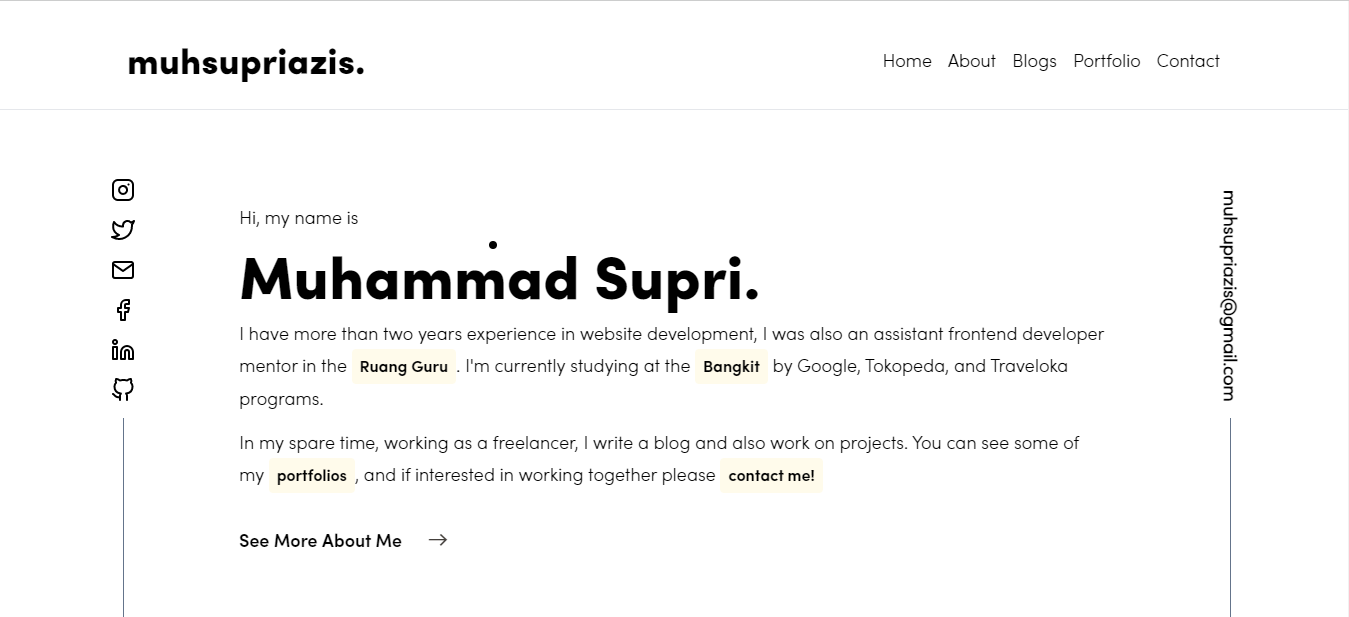 muhsupriazis.
Home About Blogs Portfolio Contact
Hi, my name is
Muhammad Supri.
I have more than two years experience in website development, I was also an assistant frontend developer
mentor in the Ruang Guru . I'm currently studying at the Bangkit by Google, Tokopeda, and Traveloka
programs.
In my spare time, working as a freelancer, I write a blog and also work on projects. You can see some of
my portfolios , and if interested in working together please contact me!
See More About Me
muhsupriazis@gmail.com